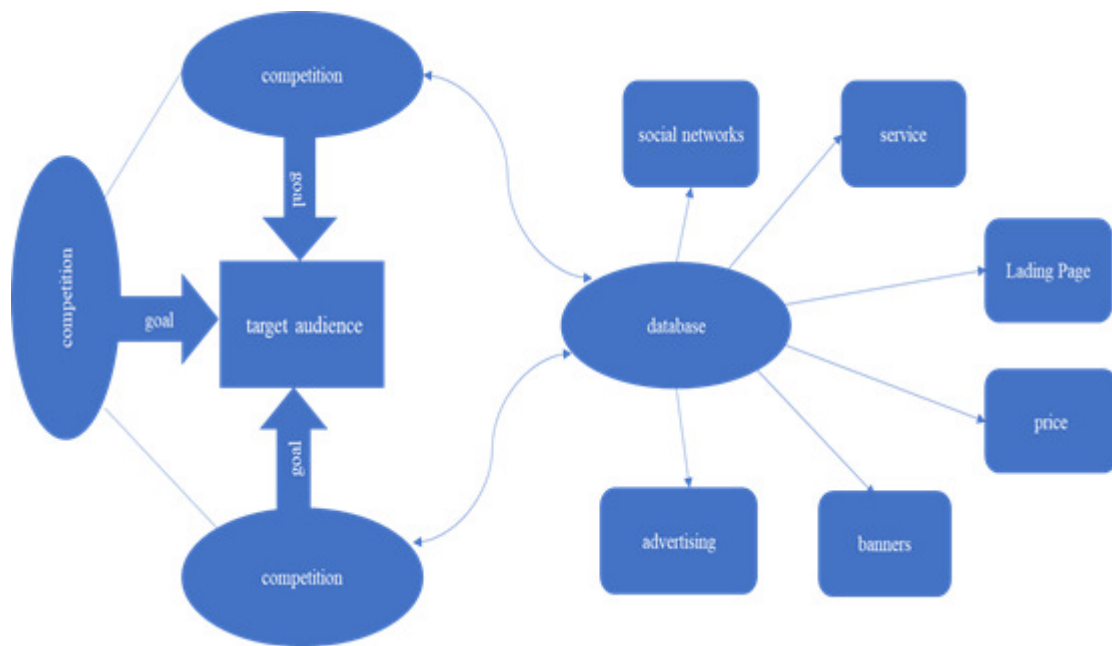 competition
goal
competition
goal
target audience
goal
competition
database
social networks
service
Lading Page
price
banners
advertising